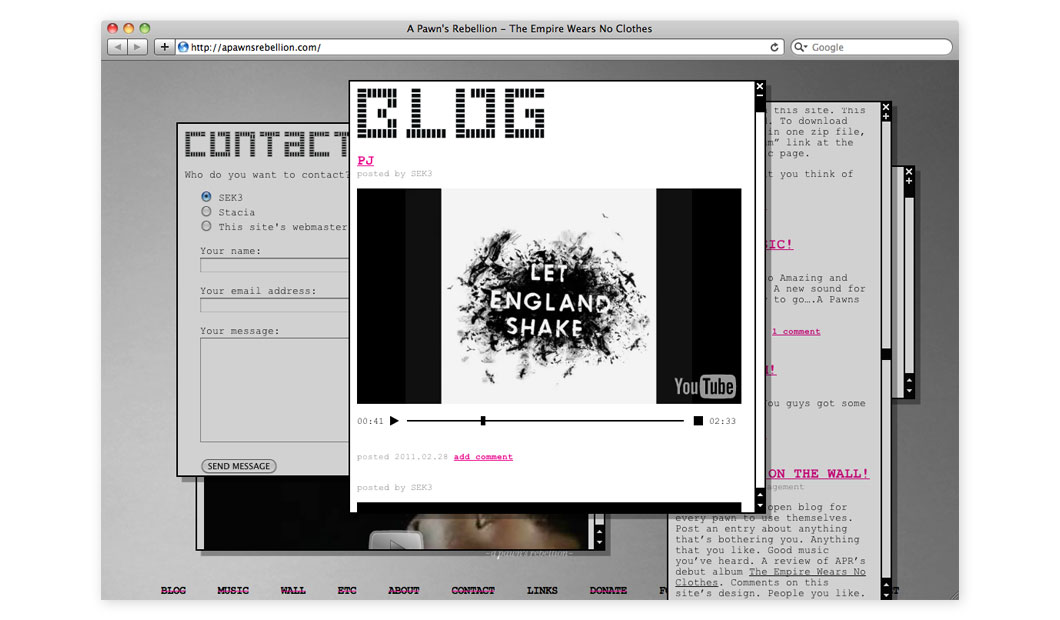 A Pawn's Rebellion – The Empire Wears No Clothes
http://apawnsrebellion.com/
Google
BLOG
PJ
posted by SEK3
LET
ENGLAND
SHAKE
YouTube
00:41
02:33
posted 2011.02.28 add comment
posted by SEK3
CONTACT
Who do you want to contact?
SEK3
Stacia
This site's webmaster
Your name:
Your email address:
Your message:
SEND MESSAGE
this site. This
To download
in one zip file,
link at the
page.
you think of
IC!
Amazing and
A new sound for
to go….A Pawns
1 comment
you guys got some
ON THE WALL!
open blog for
every pawn to use themselves.
Post an entry about anything
that's bothering you. Anything
that you like. Good music
you've heard. A review of APR's
debut album The Empire Wears No
Clothes. Comments on this
site's design. People you like.
~a pawn's rebellion~
BLOG MUSIC WALL ETC ABOUT CONTACT LINKS DONATE